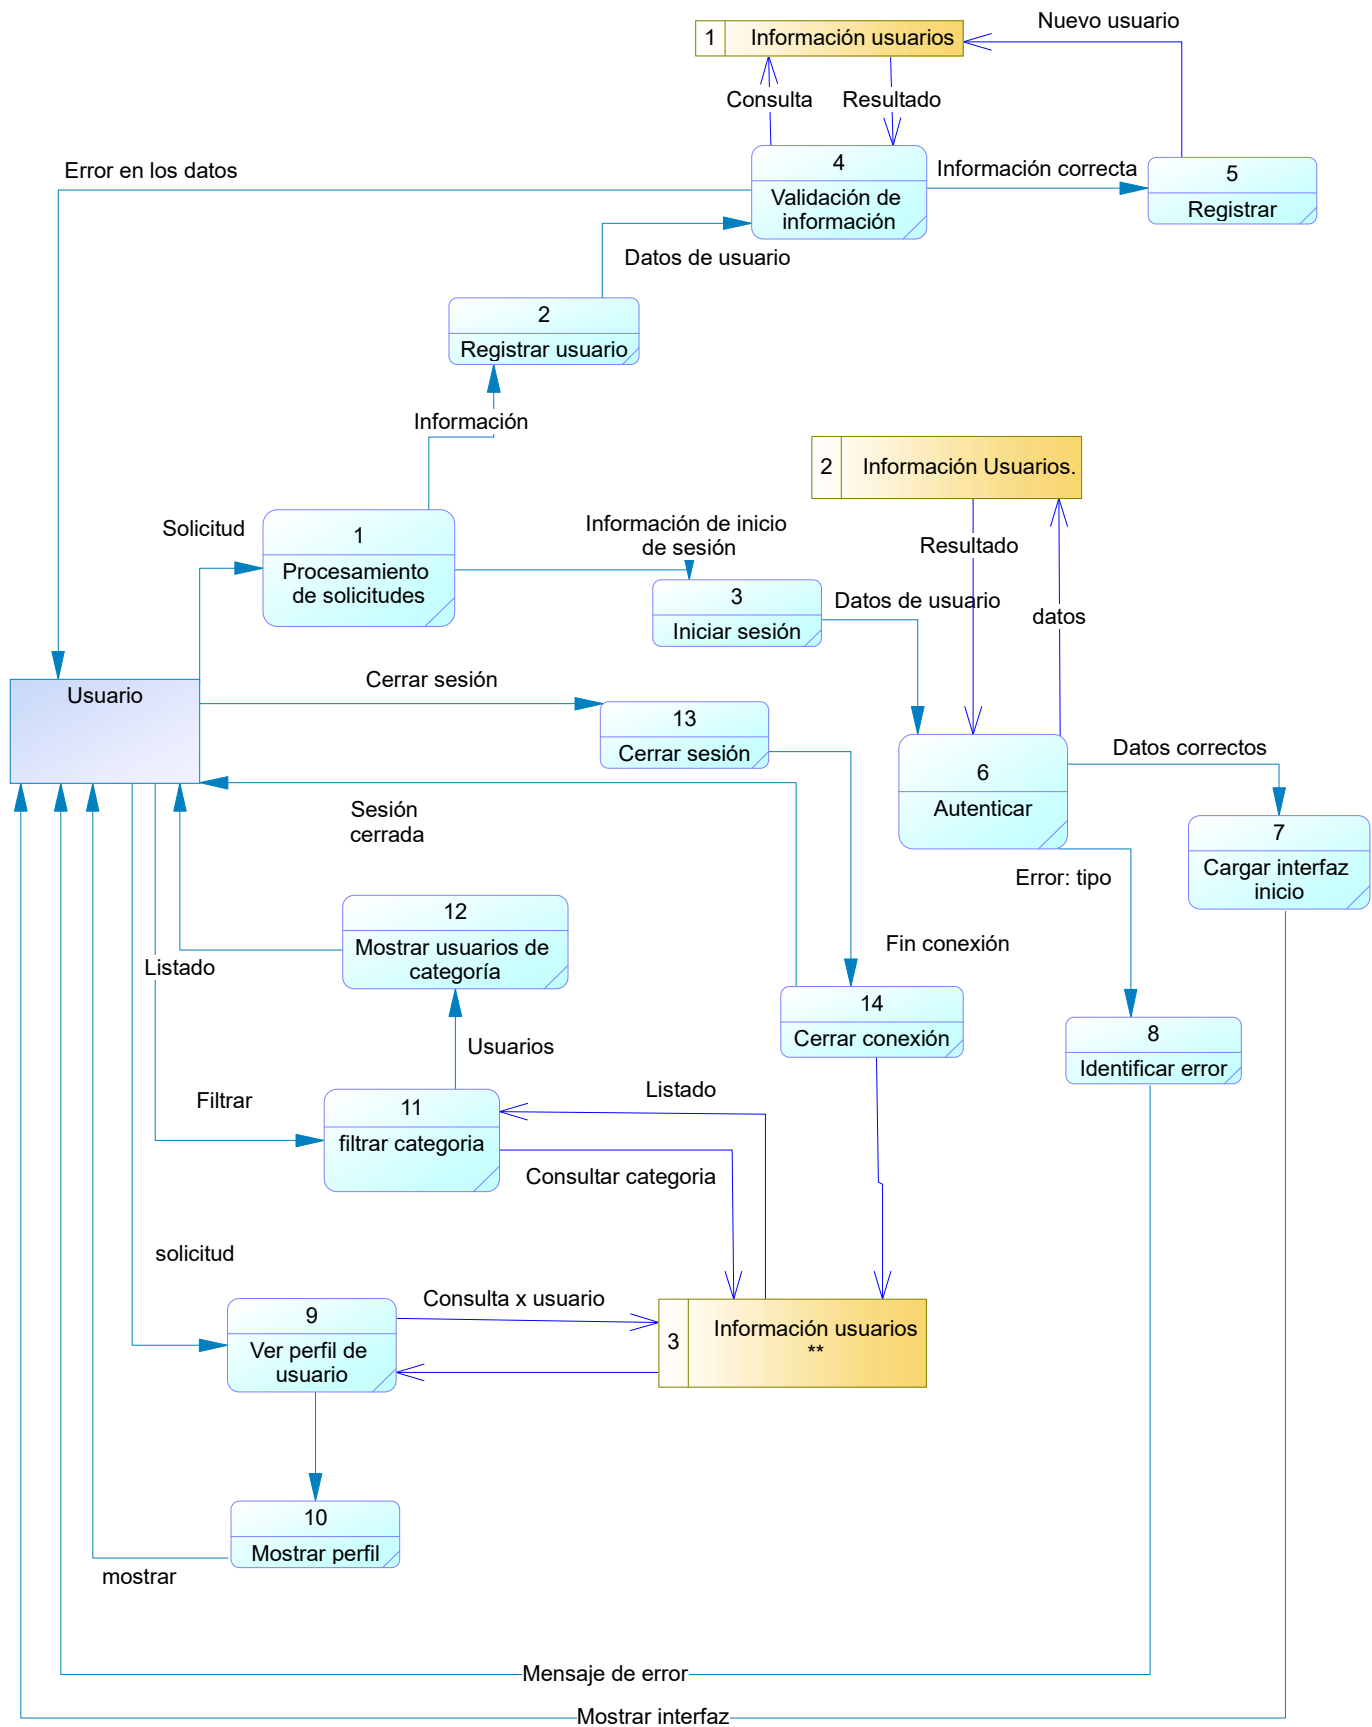 Nuevo usuario
1
Información usuarios
Consulta
Resultado
Error en los datos
4
Validación de
información
Información correcta
5
Registrar
Datos de usuario
2
Registrar usuario
Información
2
Información Usuarios.
Solicitud
1
Procesamiento
de solicitudes
Información de inicio
de sesión
Resultado
3
Iniciar sesión
Datos de usuario
datos
Usuario
Cerrar sesión
13
Cerrar sesión
Datos correctos
6
Autenticar
Sesión
cerrada
7
Cargar interfaz
inicio
Error: tipo
12
Mostrar usuarios de
categoría
Listado
Fin conexión
14
Cerrar conexión
8
Identificar error
Usuarios
Filtrar
11
filtrar categoria
Listado
Consultar categoria
solicitud
Consulta x usuario
9
Ver perfil de
usuario
3
Información usuarios
**
10
Mostrar perfil
mostrar
Mensaje de error
Mostrar interfaz